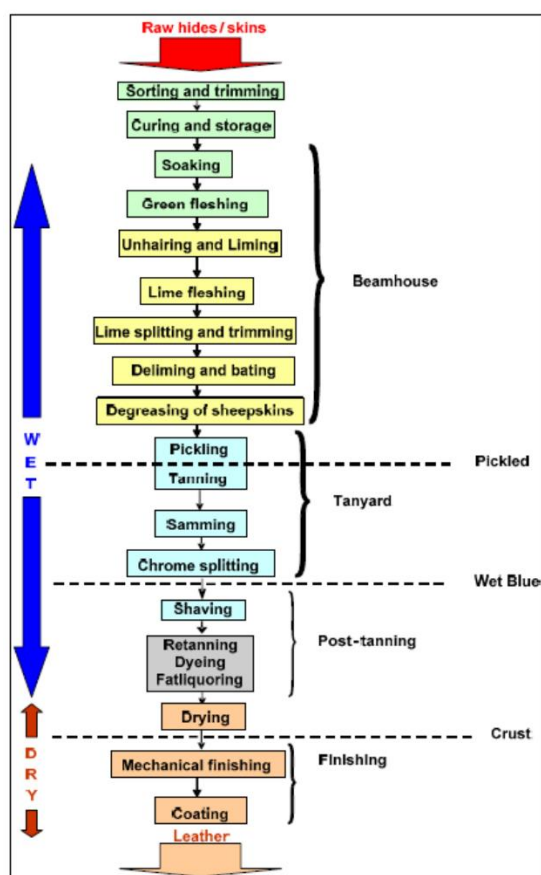 Raw hides/skins
Sorting and trimming
Curing and storage
Soaking
Green fleshing
Unhairing and Liming
Beamhouse
Lime fleshing
Lime splitting and trimming
Deliming and bating
Degreasing of sheepskins
WET
Pickling
Pickled
Tanning
Tanyard
Samming
Chrome splitting
Wet Blue
Shaving
Post-tanning
Retanning
Dyeing
Fatliquoring
Drying
Crust
DRY
Mechanical finishing
Finishing
Coating
Leather